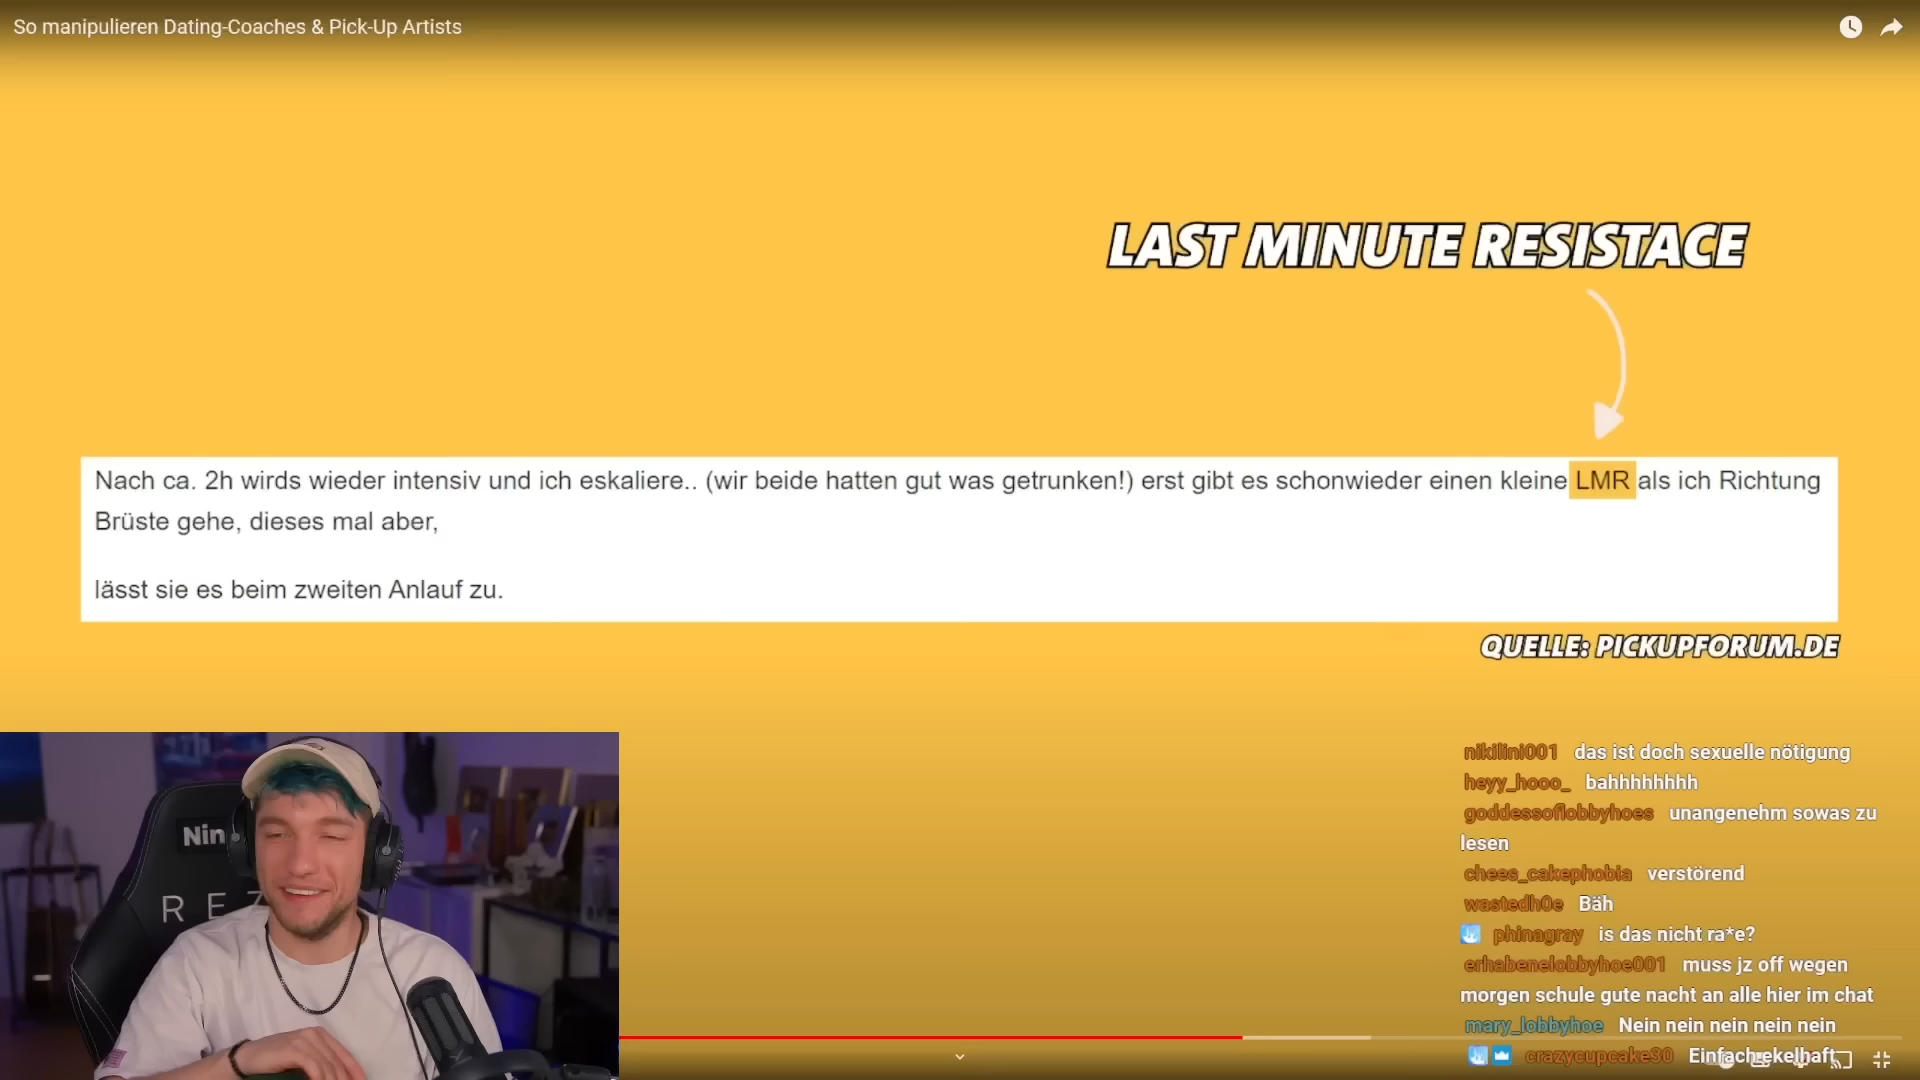 So manipulieren Dating-Coaches & Pick-Up Artists
LAST MINUTE RESISTACE
Nach ca. 2h wirds wieder intensiv und ich eskaliere.. (wir beide hatten gut was getrunken!) erst gibt es schonwieder einen kleine LMR als ich Richtung
Brüste gehe, dieses mal aber,
lässt sie es beim zweiten Anlauf zu.
QUELLE: PICKUPFORUM.DE
Nin
REZ
nikilini001 das ist doch sexuelle nötigung
heyy_hooo_ bahhhhhhhh
goddessoflobbyhoes unangenehm sowas zu
lesen
chees_cakephobia verstörend
wastedh0e Bäh
phinagray is das nicht ra*e?
erhabenelobbyhoe001 muss jz off wegen
morgen schule gute nacht an alle hier im chat
mary_lobbyhoe Nein nein nein nein nein
crazycupcake30 Einfach ekelhaft